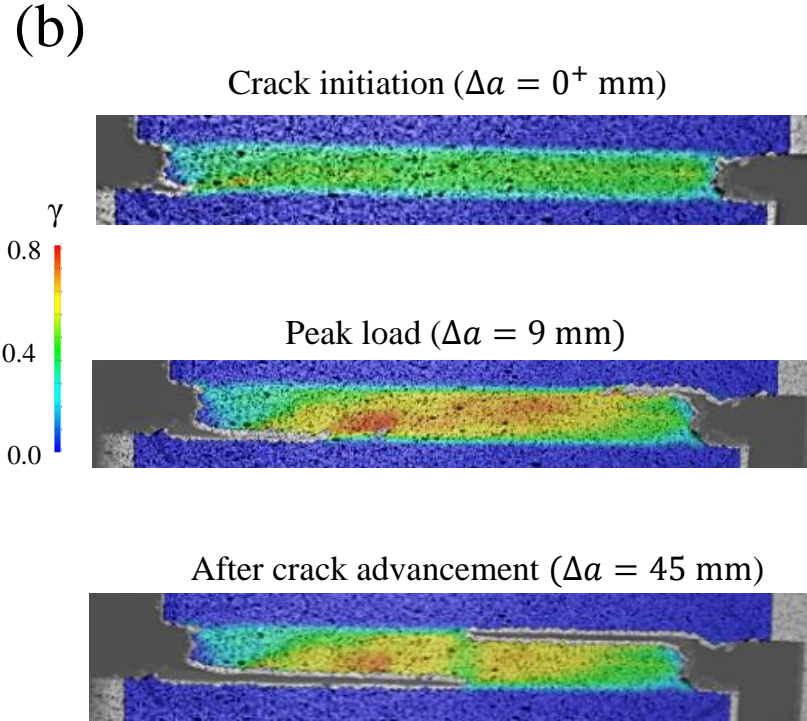 (b)
Crack initiation (Δ𝑎 = 0⁺ mm)
γ
0.8
0.4
0.0
Peak load (Δ𝑎 = 9 mm)
After crack advancement (Δ𝑎 = 45 mm)